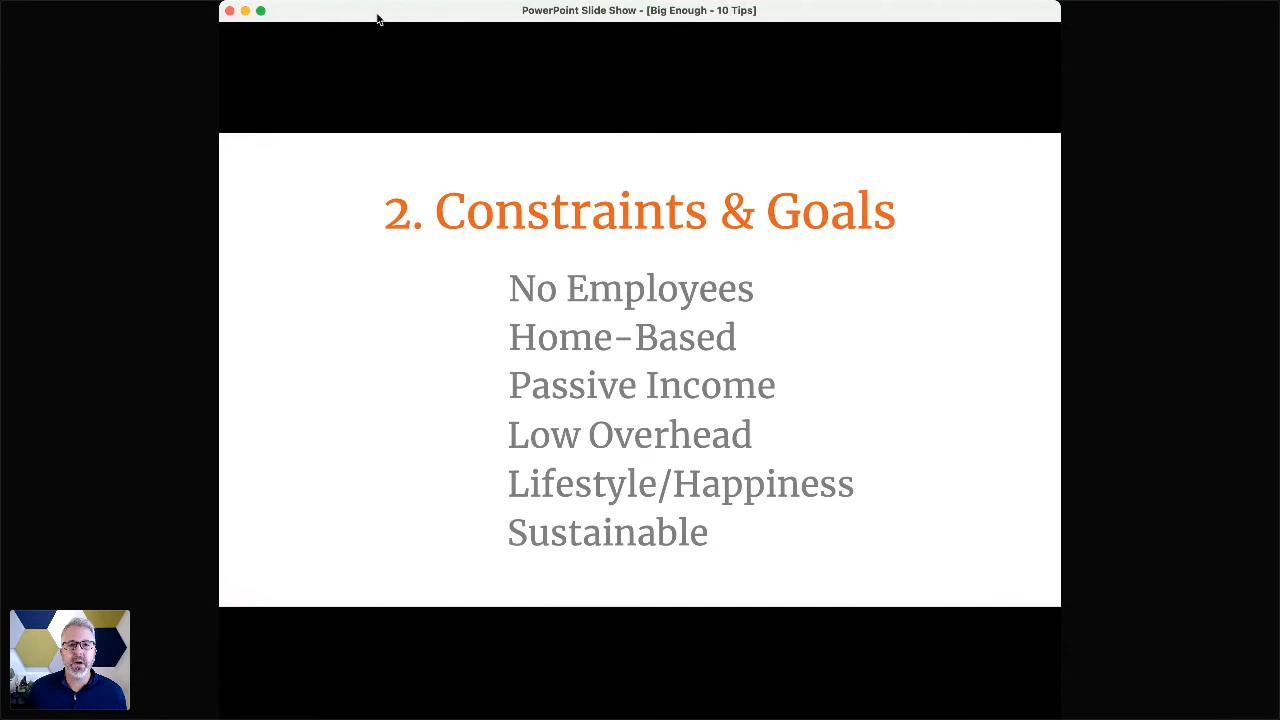 PowerPoint Slide Show - [Big Enough - 10 Tips]
2. Constraints & Goals
No Employees
Home-Based
Passive Income
Low Overhead
Lifestyle/Happiness
Sustainable